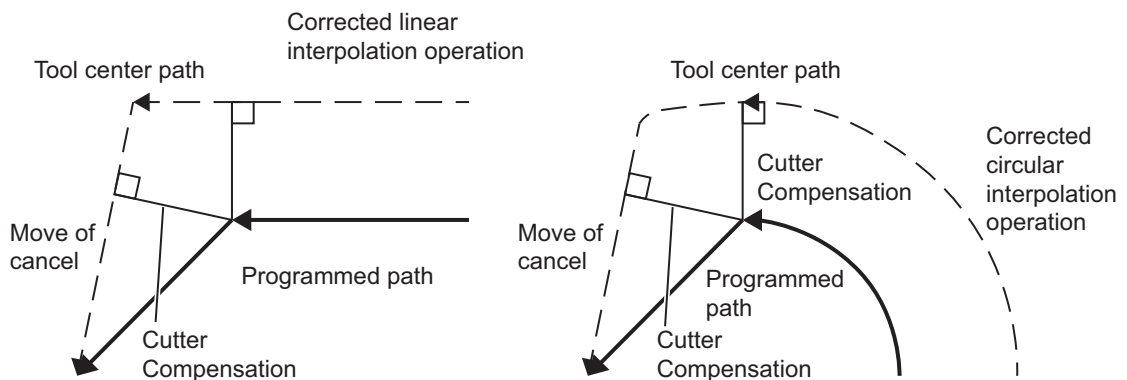 Corrected linear
interpolation operation
Tool center path
Move of
cancel
Programmed path
Cutter
Compensation
Tool center path
Cutter
Compensation
Corrected
circular
interpolation
operation
Move of
cancel
Programmed
path
Cutter
Compensation